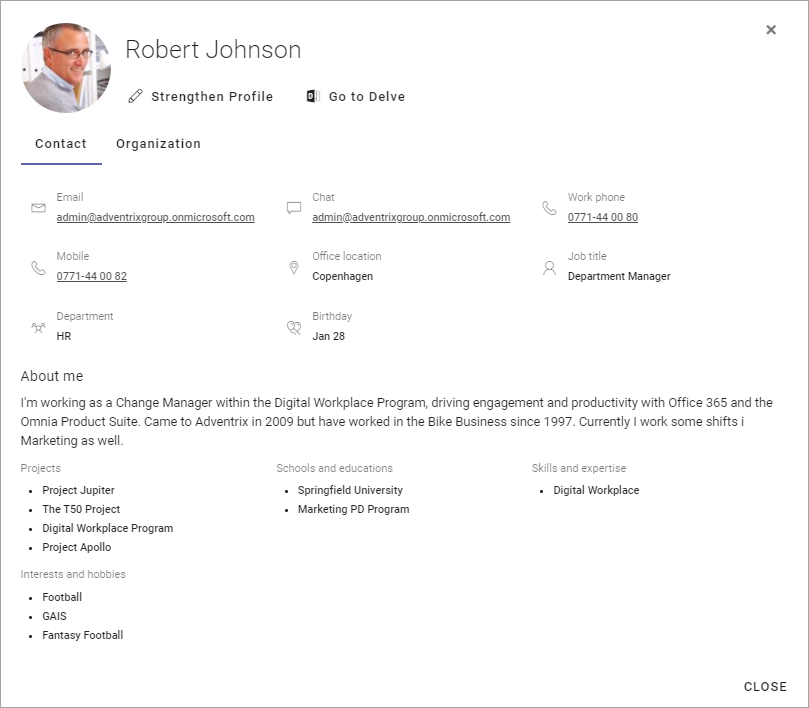 Robert Johnson
Strengthen Profile
Go to Delve
Contact
Organization
Email
admin@adventrixgroup.onmicrosoft.com
Chat
admin@adventrixgroup.onmicrosoft.com
Work phone
0771-44 00 80
Mobile
0771-44 00 82
Office location
Copenhagen
Job title
Department Manager
Department
HR
Birthday
Jan 28
About me
I'm working as a Change Manager within the Digital Workplace Program, driving engagement and productivity with Office 365 and the
Omnia Product Suite. Came to Adventrix in 2009 but have worked in the Bike Business since 1997. Currently I work some shifts i
Marketing as well.
Projects
Project Jupiter
The T50 Project
Digital Workplace Program
Project Apollo
Schools and educations
Springfield University
Marketing PD Program
Skills and expertise
Digital Workplace
Interests and hobbies
Football
GAIS
Fantasy Football
CLOSE